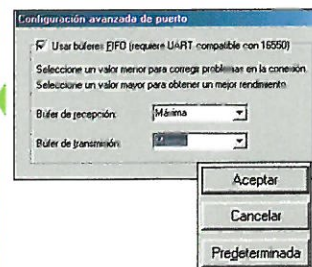 Configuración avanzada de puerto
Usar búferes FIFO (requiere UART compatible con 16550)
Seleccione un valor menor para corregir problemas en la conexión.
Seleccione un valor mayor para obtener un mejor rendimiento.
Búfer de recepción: Máxima
Búfer de transmisión:
Aceptar
Cancelar
Predeterminada